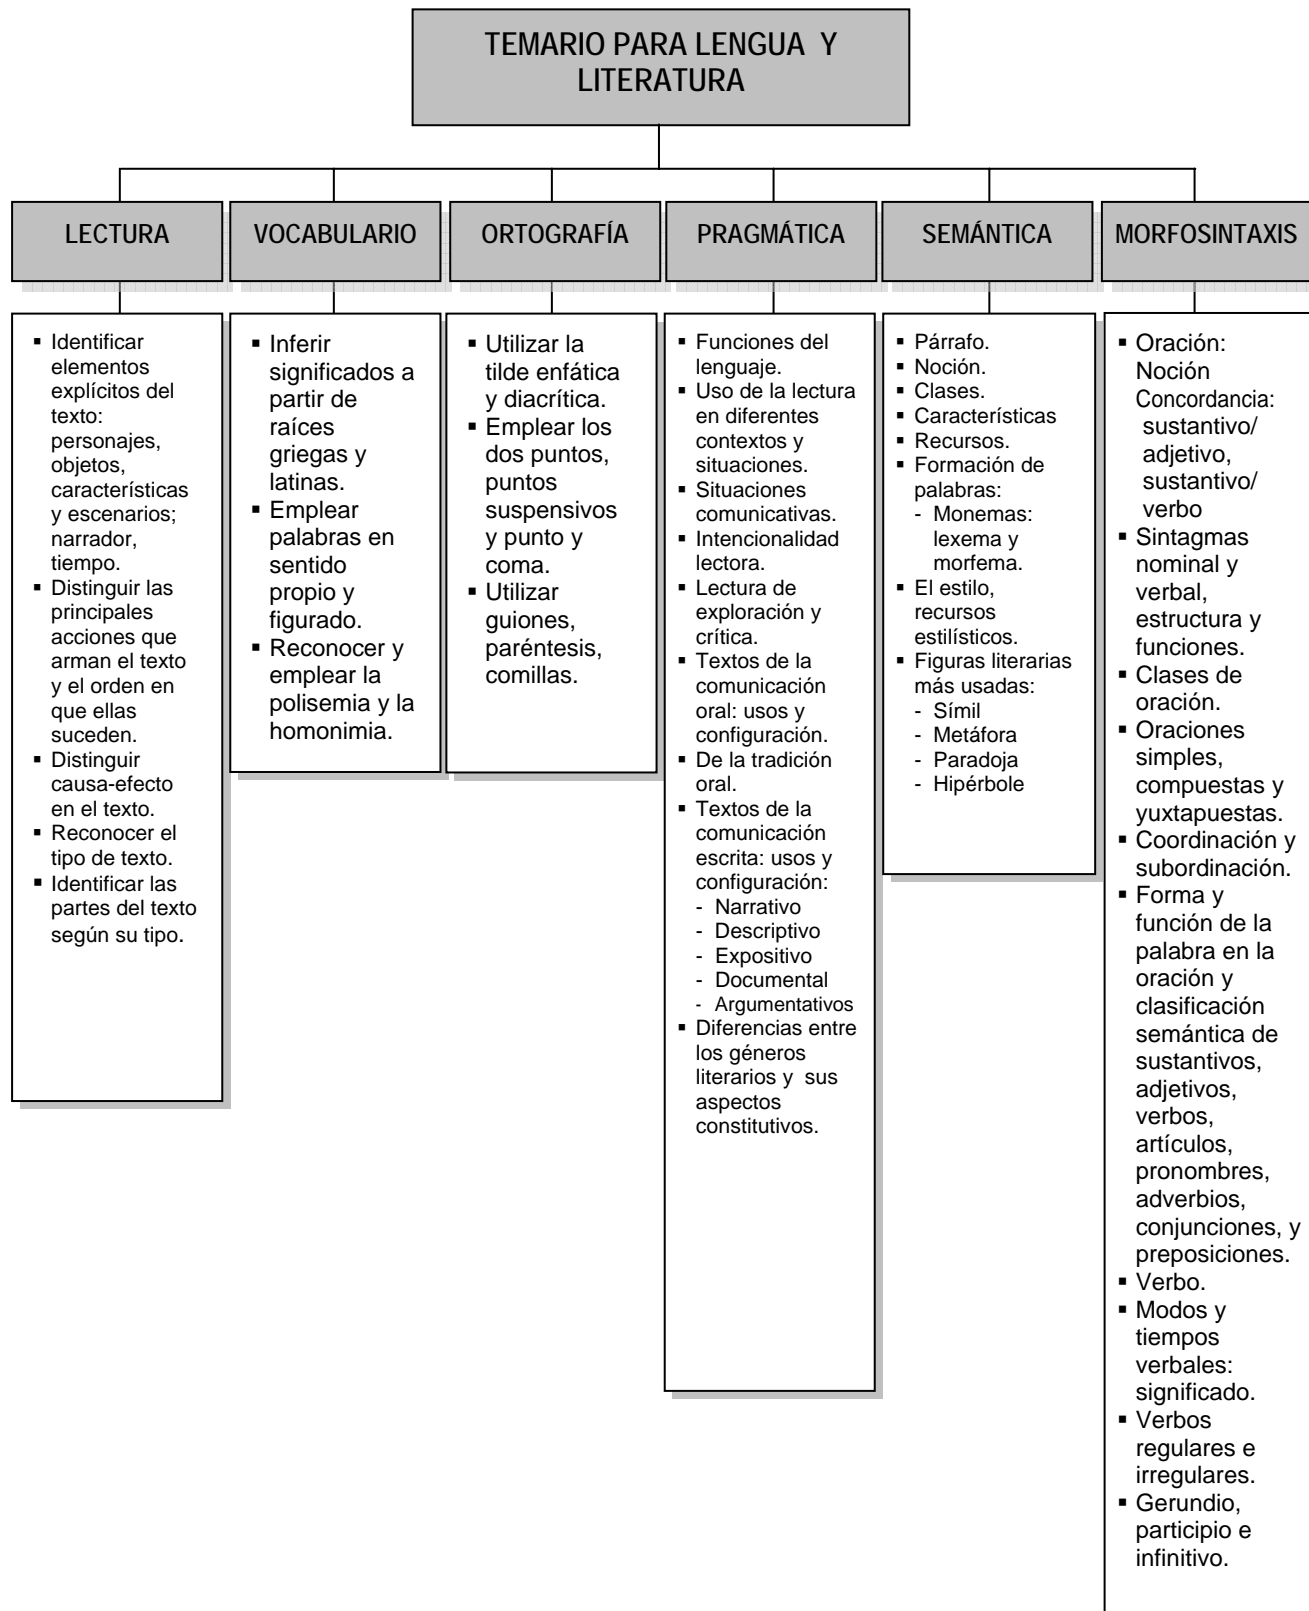 TEMARIO PARA LENGUA Y
LITERATURA
LECTURA
▪ Identificar
elementos
explícitos del
texto:
personajes,
objetos,
características
y escenarios;
narrador,
tiempo.
▪ Distinguir las
principales
acciones que
arman el texto
y el orden en
que ellas
suceden.
▪ Distinguir
causa-efecto
en el texto.
▪ Reconocer el
tipo de texto.
▪ Identificar las
partes del texto
según su tipo.
VOCABULARIO
▪ Inferir
significados a
partir de
raíces
griegas y
latinas.
▪ Emplear
palabras en
sentido
propio y
figurado.
▪ Reconocer y
emplear la
polisemia y la
homonimia.
ORTOGRAFÍA
▪ Utilizar la
tilde enfática
y diacrítica.
▪ Emplear los
dos puntos,
puntos
suspensivos
y punto y
coma.
▪ Utilizar
guiones,
paréntesis,
comillas.
PRAGMÁTICA
▪ Funciones del
lenguaje.
▪ Uso de la lectura
en diferentes
contextos y
situaciones.
▪ Situaciones
comunicativas.
▪ Intencionalidad
lectora.
▪ Lectura de
exploración y
crítica.
▪ Textos de la
comunicación
oral: usos y
configuración.
▪ De la tradición
oral.
▪ Textos de la
comunicación
escrita: usos y
configuración:
- Narrativo
- Descriptivo
- Expositivo
- Documental
- Argumentativos
▪ Diferencias entre
los géneros
literarios y sus
aspectos
constitutivos.
SEMÁNTICA
▪ Párrafo.
▪ Noción.
▪ Clases.
▪ Características
▪ Recursos.
▪ Formación de
palabras:
- Monemas:
lexema y
morfema.
▪ El estilo,
recursos
estilísticos.
▪ Figuras literarias
más usadas:
- Símil
- Metáfora
- Paradoja
- Hipérbole
MORFOSINTAXIS
▪ Oración:
Noción
Concordancia:
sustantivo/
adjetivo,
sustantivo/
verbo
▪ Sintagmas
nominal y
verbal,
estructura y
funciones.
▪ Clases de
oración.
▪ Oraciones
simples,
compuestas y
yuxtapuestas.
▪ Coordinación y
subordinación.
▪ Forma y
función de la
palabra en la
oración y
clasificación
semántica de
sustantivos,
adjetivos,
verbos,
artículos,
pronombres,
adverbios,
conjunciones, y
preposiciones.
▪ Verbo.
▪ Modos y
tiempos
verbales:
significado.
▪ Verbos
regulares e
irregulares.
▪ Gerundio,
participio e
infinitivo.